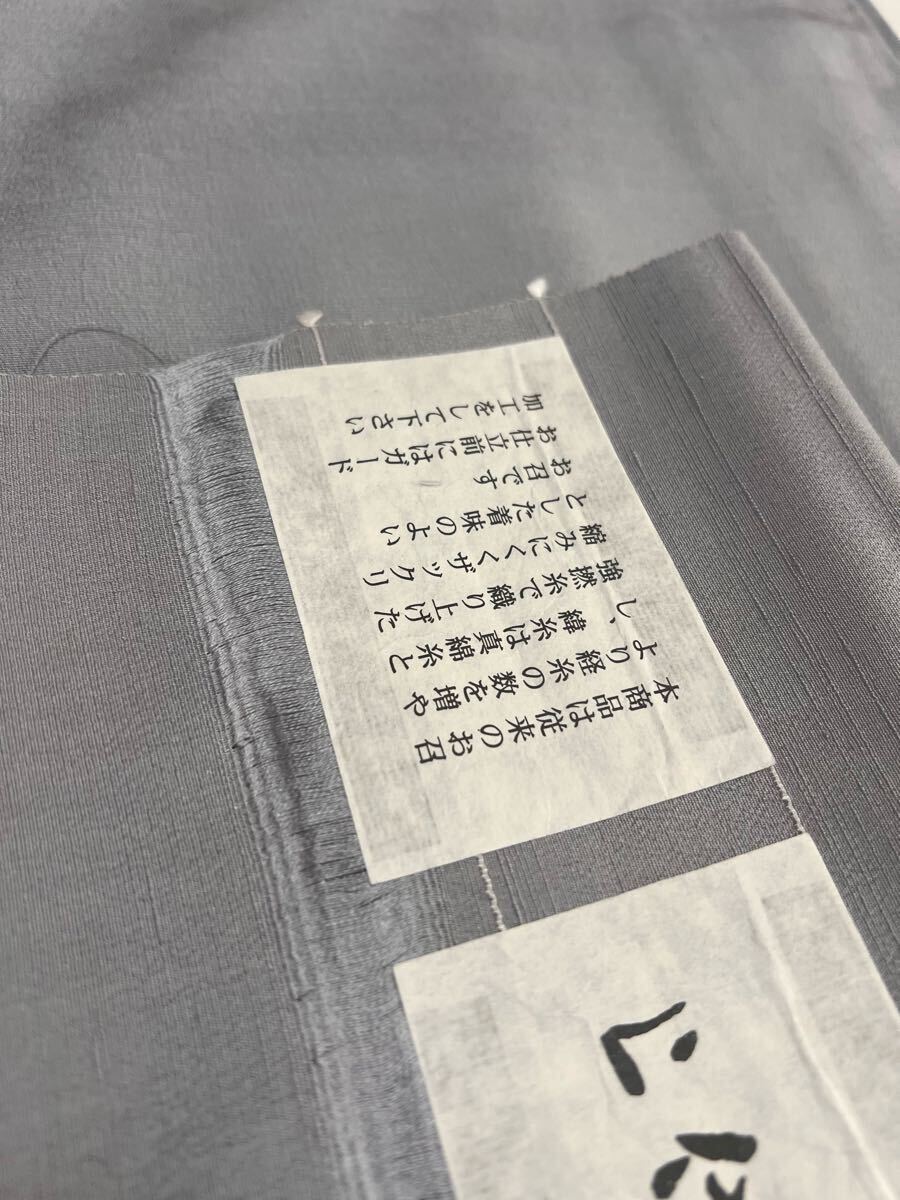 本商品は従来のお召
より経糸の数を増や
し、緯糸は真綿糸と
強撚糸で織り上げた
縮みにくくザックリ
とした着味のよい
お召です
お仕立前にはガード
加工をして下さい